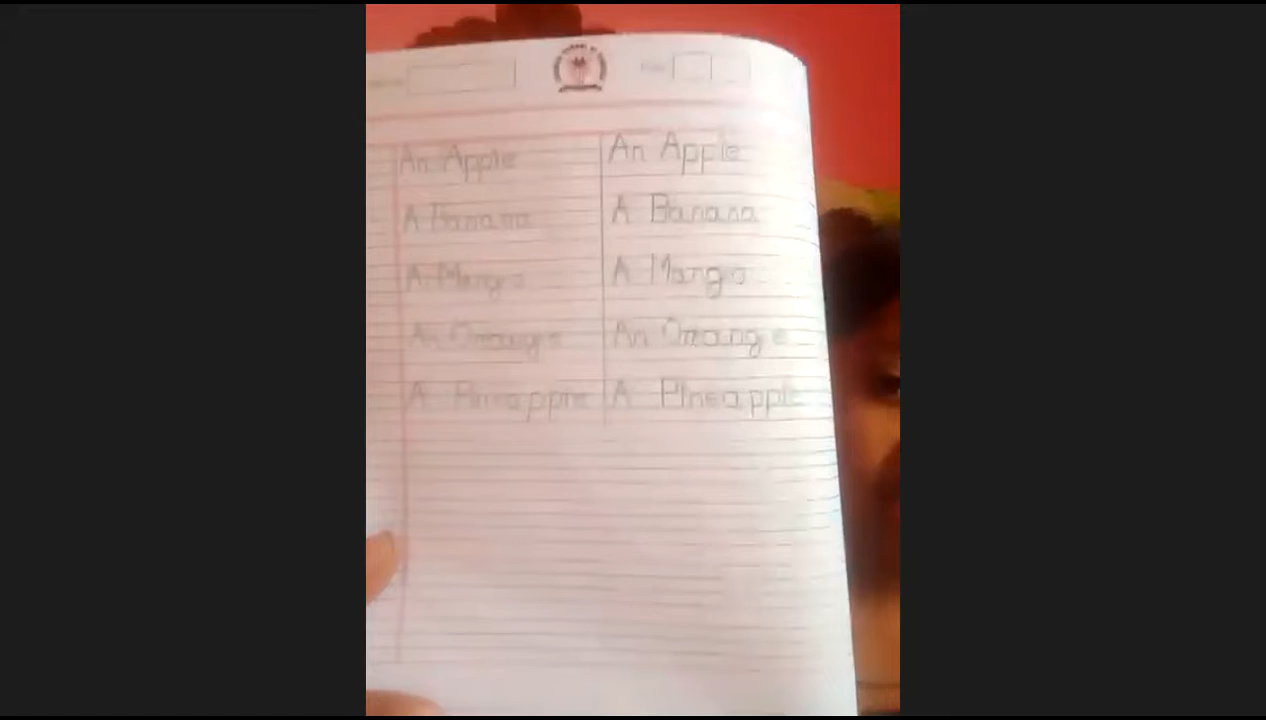 An Apple An Apple
A Banana A Banana
A Mango A Mango
An Orange An Orange
A Pineapple A Pineapple